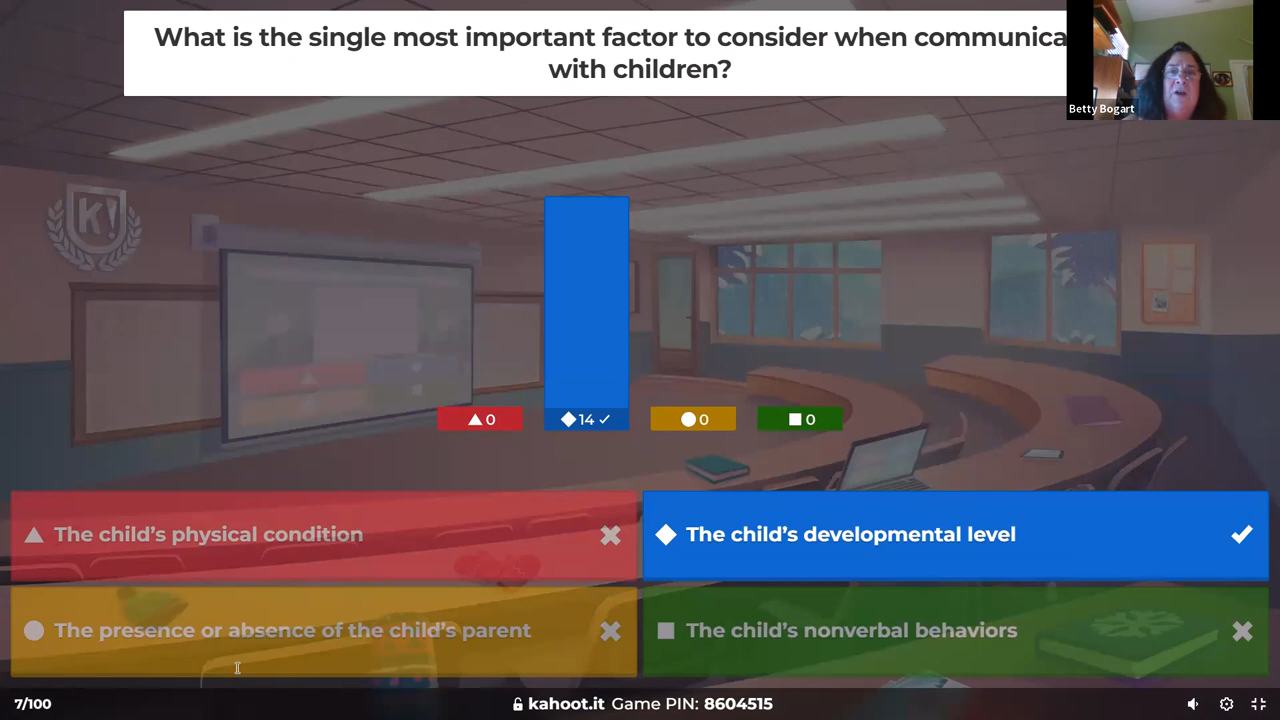 What is the single most important factor to consider when communica
with children?
Betty Bogart
K!
0
14
0
0
The child's physical condition
The child's developmental level
The presence or absence of the child's parent
The child's nonverbal behaviors
7/100
kahoot.it Game PIN: 8604515